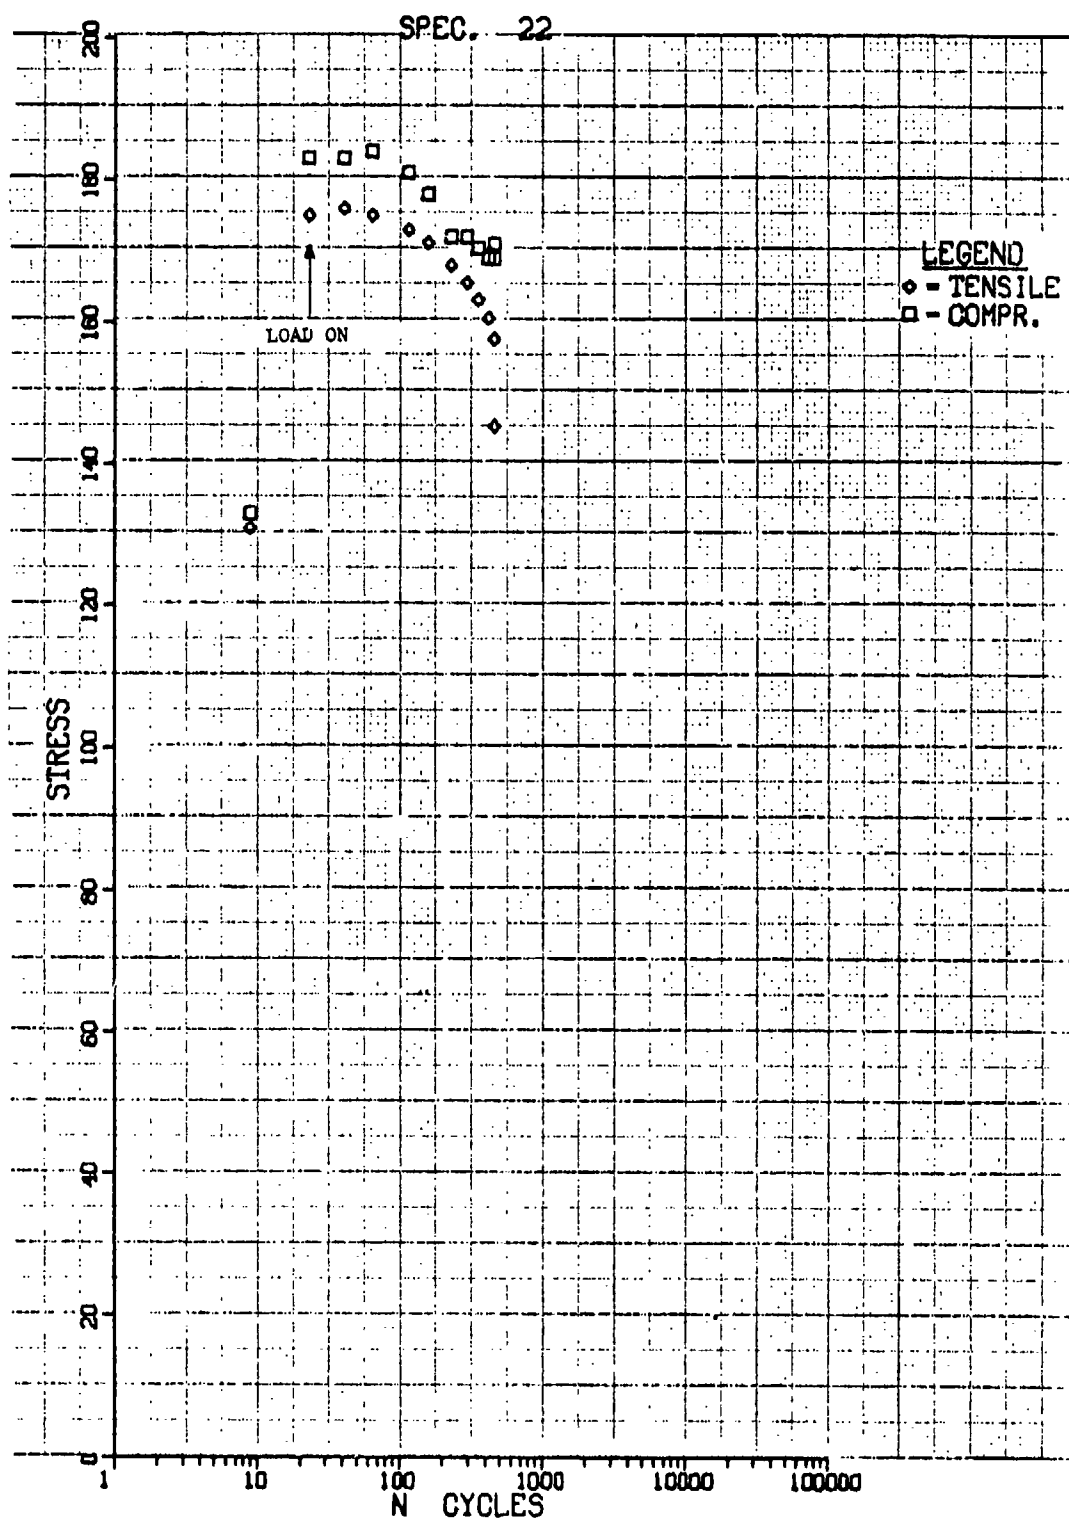 SPEC. 22
200
180
160
140
120
100
80
60
40
20
0
STRESS
LOAD ON
LEGEND
◇ - TENSILE
□ - COMPR.
1 10 100 1000 10000 100000
N CYCLES